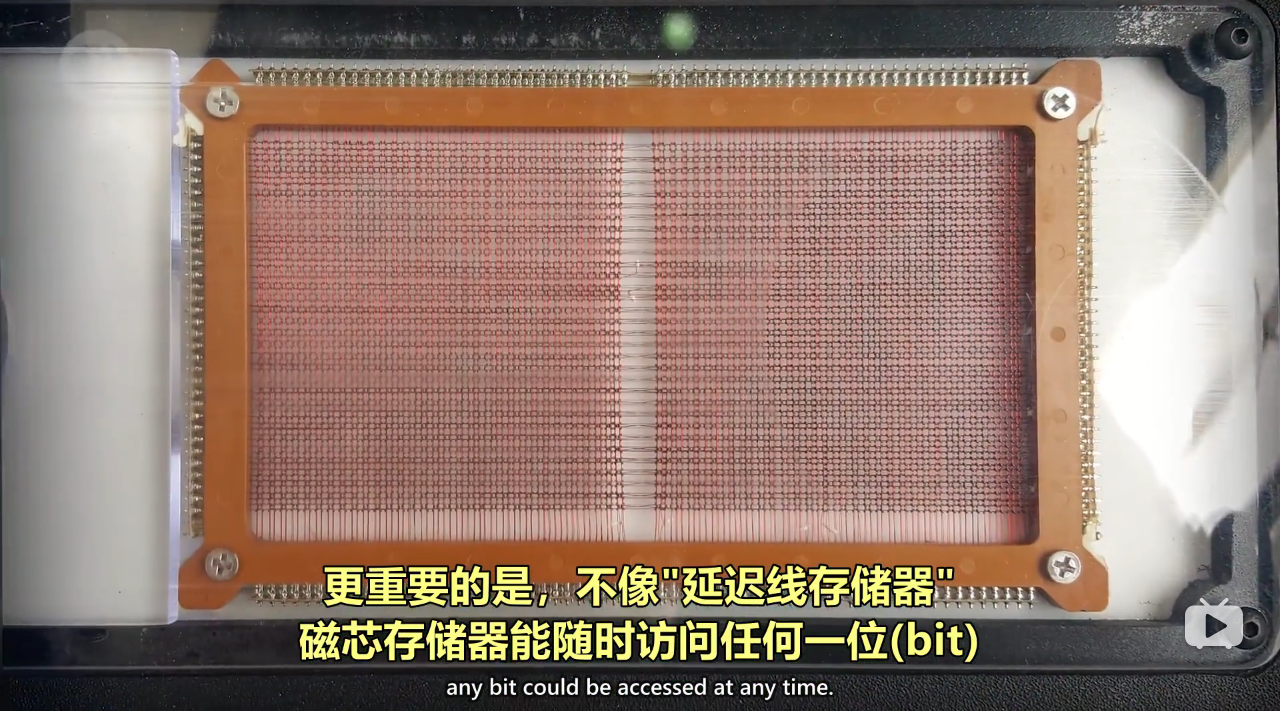 更重要的是，不像"延迟线存储器"
磁芯存储器能随时访问任何一位(bit)
any bit could be accessed at any time.